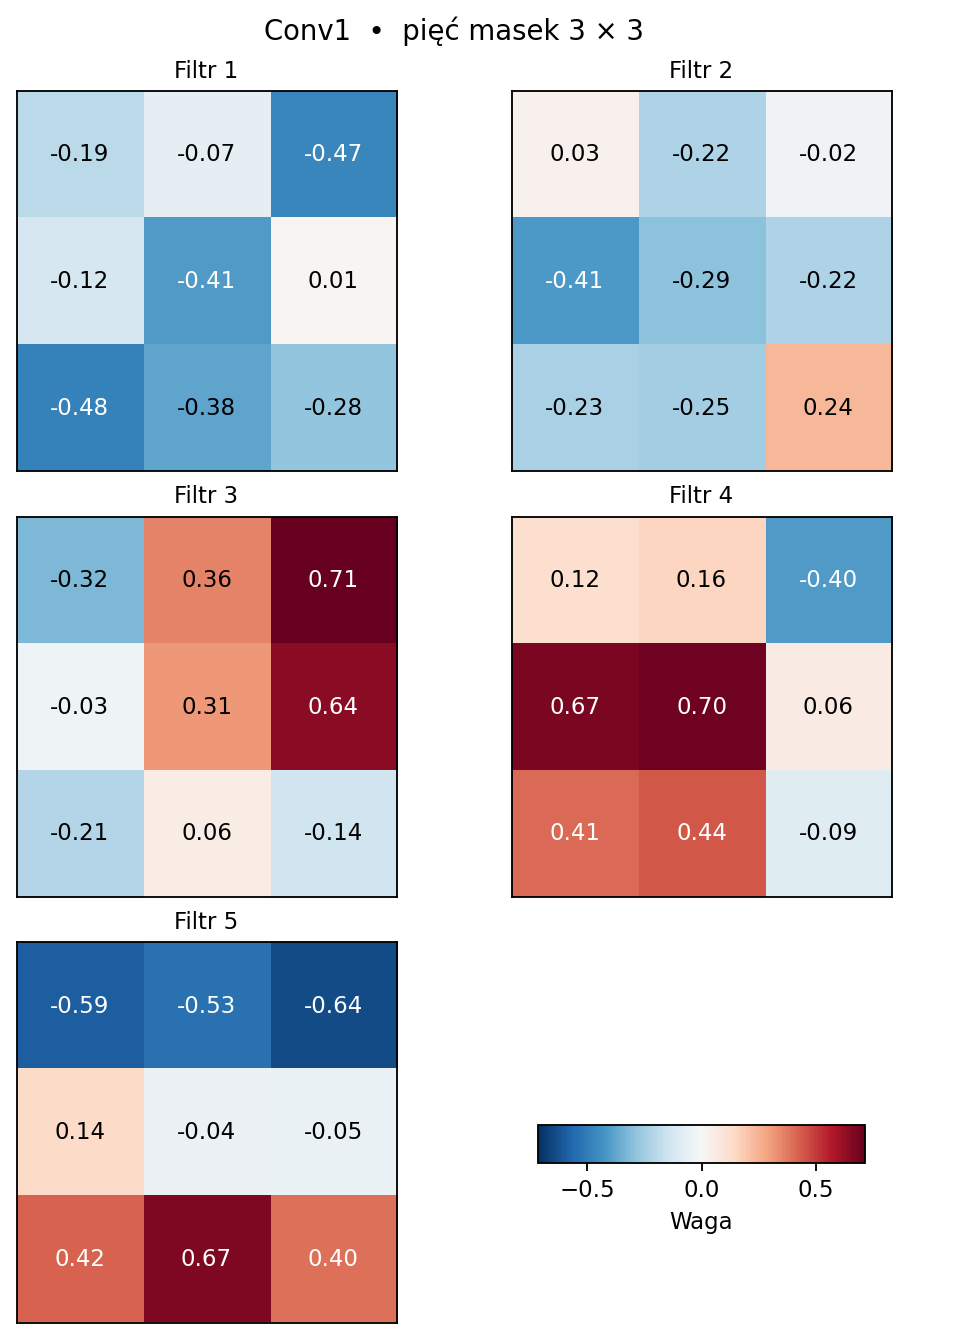 Conv1 • pięć masek 3 × 3
Filtr 1
-0.19 -0.07 -0.47
-0.12 -0.41 0.01
-0.48 -0.38 -0.28
Filtr 2
0.03 -0.22 -0.02
-0.41 -0.29 -0.22
-0.23 -0.25 0.24
Filtr 3
-0.32 0.36 0.71
-0.03 0.31 0.64
-0.21 0.06 -0.14
Filtr 4
0.12 0.16 -0.40
0.67 0.70 0.06
0.41 0.44 -0.09
Filtr 5
-0.59 -0.53 -0.64
0.14 -0.04 -0.05
0.42 0.67 0.40
−0.5 0.0 0.5
Waga